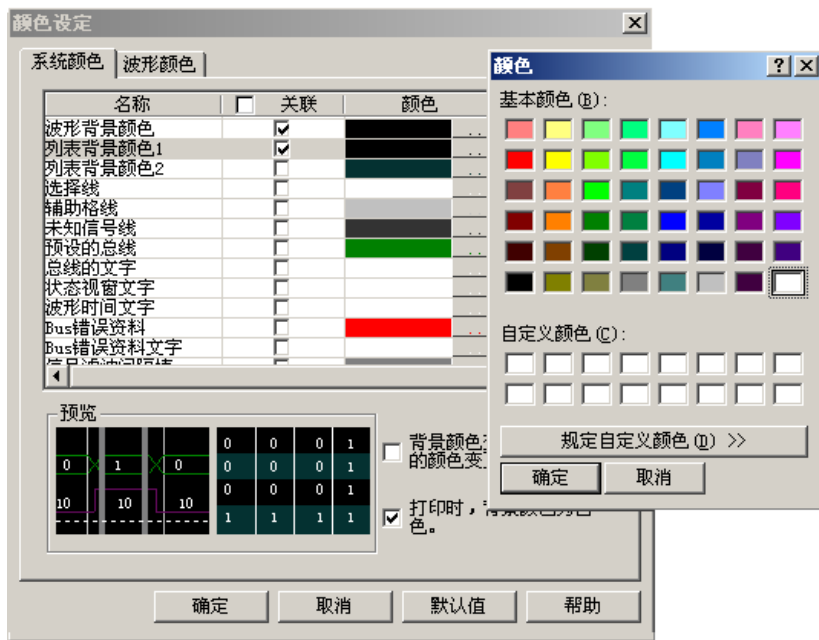 颜色设定
系统颜色 波形颜色
名称 关联 颜色
波形背景颜色 ..
列表背景颜色1 ..
列表背景颜色2 ..
选择线
辅助格线 ..
未知信号线 ..
预设的总线 ..
总线的文字
状态视窗文字 ..
波形时间文字
Bus错误资料 ..
Bus错误资料文字
预览
0 1 0
10 10 10
0 0 0 1
0 0 0 1
0 0 0 1
1 1 1 1
背景颜色
的颜色变
打印时,背景颜色为白
色。
确定 取消 默认值 帮助
颜色
基本颜色(B):
自定义颜色(C):
规定自定义颜色(D) >>
确定 取消